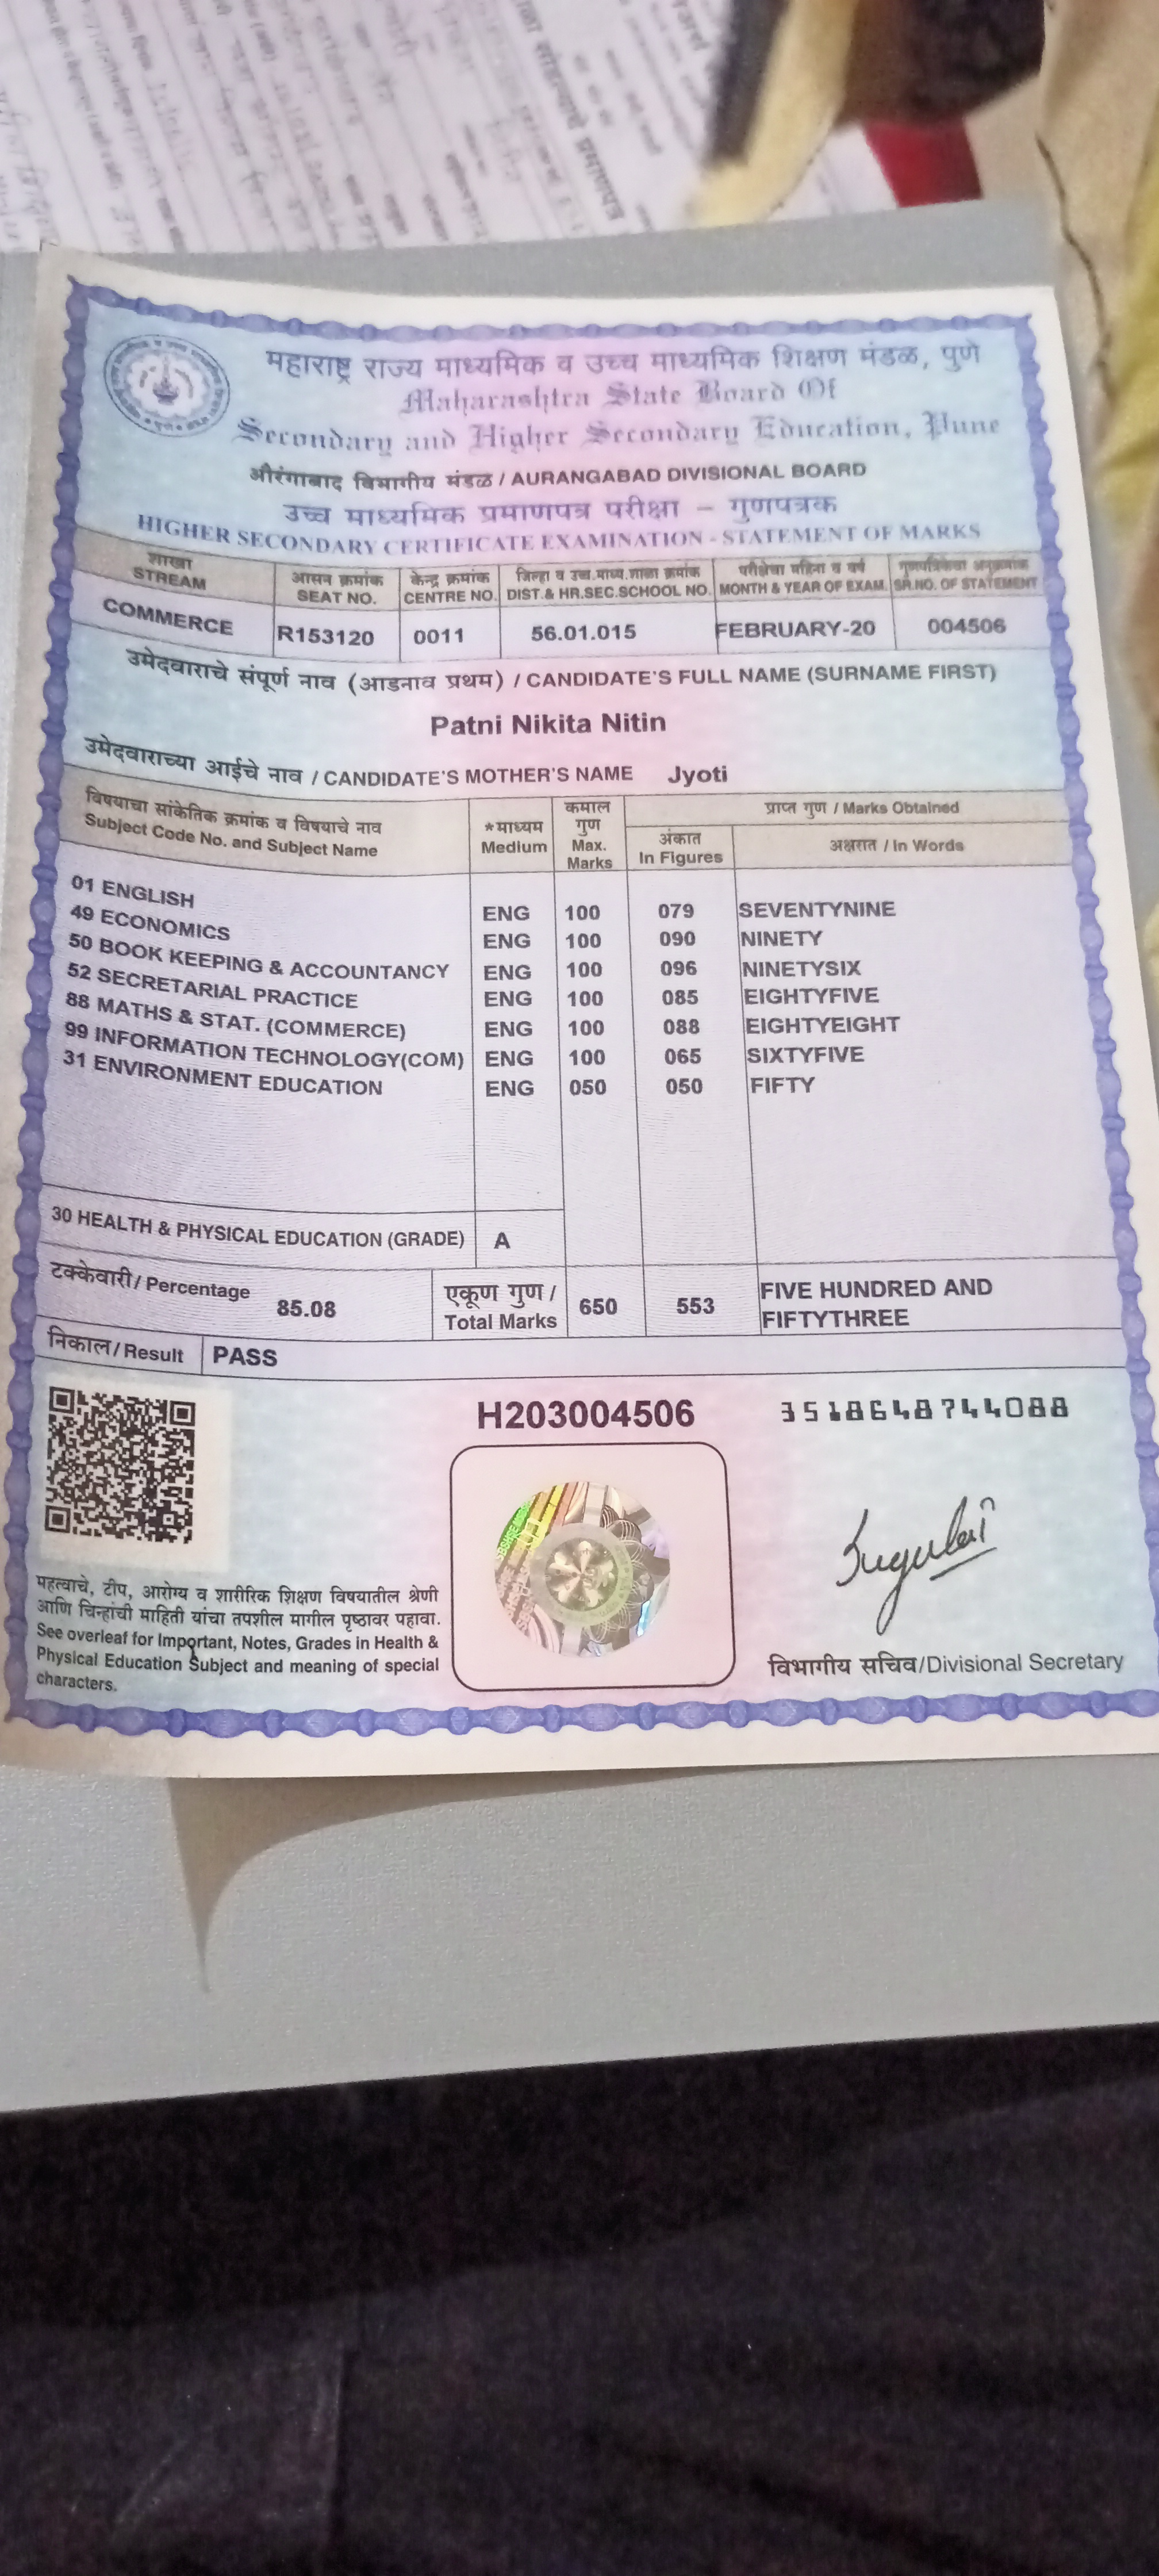 महाराष्ट्र राज्य माध्यमिक व उच्च माध्यमिक शिक्षण मंडळ, पुणे
Maharashtra State Board Of
Secondary and Higher Secondary Education, Pune
औरंगाबाद विभागीय मंडळ / AURANGABAD DIVISIONAL BOARD
उच्च माध्यमिक प्रमाणपत्र परीक्षा – गुणपत्रक
HIGHER SECONDARY CERTIFICATE EXAMINATION - STATEMENT OF MARKS
शाखा आसन क्रमांक केन्द्र क्रमांक जिल्हा व उच्च.माध्य.शाळा क्रमांक परीक्षेचा महिना व वर्ष गुणपत्रिकेचा अनुक्रमांक
STREAM SEAT NO. CENTRE NO. DIST.& HR.SEC.SCHOOL NO. MONTH & YEAR OF EXAM. SR.NO. OF STATEMENT
COMMERCE R153120 0011 56.01.015 FEBRUARY-20 004506
उमेदवाराचे संपूर्ण नाव (आडनाव प्रथम) / CANDIDATE'S FULL NAME (SURNAME FIRST)
Patni Nikita Nitin
उमेदवाराच्या आईचे नाव / CANDIDATE'S MOTHER'S NAME Jyoti
विषयाचा सांकेतिक क्रमांक व विषयाचे नाव *माध्यम कमाल गुण प्राप्त गुण / Marks Obtained
Subject Code No. and Subject Name Medium Max. Marks अंकात In Figures अक्षरात / In Words
01 ENGLISH ENG 100 079 SEVENTYNINE
49 ECONOMICS ENG 100 090 NINETY
50 BOOK KEEPING & ACCOUNTANCY ENG 100 096 NINETYSIX
52 SECRETARIAL PRACTICE ENG 100 085 EIGHTYFIVE
88 MATHS & STAT. (COMMERCE) ENG 100 088 EIGHTYEIGHT
99 INFORMATION TECHNOLOGY(COM) ENG 100 065 SIXTYFIVE
31 ENVIRONMENT EDUCATION ENG 050 050 FIFTY
30 HEALTH & PHYSICAL EDUCATION (GRADE) A
टक्केवारी / Percentage 85.08 एकूण गुण / Total Marks 650 553 FIVE HUNDRED AND
FIFTYTHREE
निकाल / Result PASS
H203004506 3518648744088
महत्वाचे, टीप, आरोग्य व शारीरिक शिक्षण विषयातील श्रेणी
आणि चिन्हांची माहिती यांचा तपशील मागील पृष्ठावर पहावा.
See overleaf for Important, Notes, Grades in Health &
Physical Education Subject and meaning of special
characters.
विभागीय सचिव/Divisional Secretary